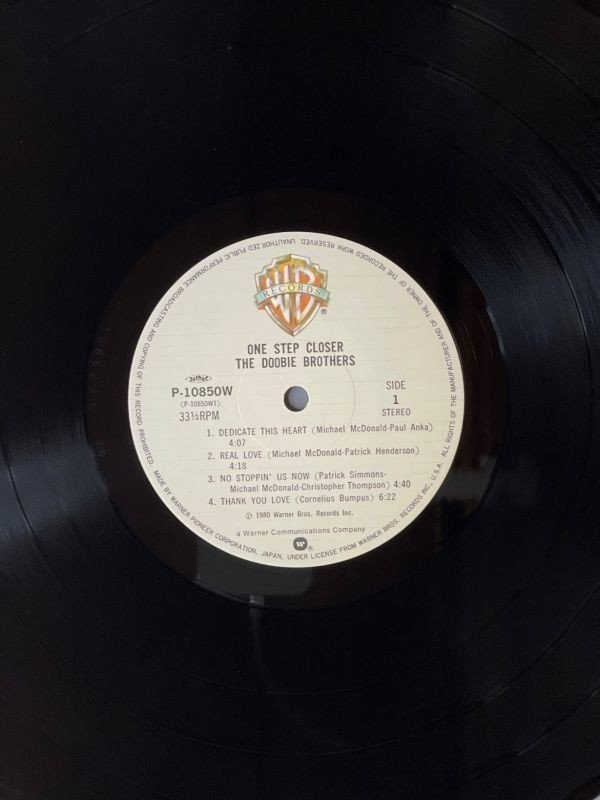 WB
RECORDS
®
ONE STEP CLOSER
THE DOOBIE BROTHERS
P-10850W
(P-10850W1)
33⅓RPM
SIDE
1
STEREO
1. DEDICATE THIS HEART (Michael McDonald-Paul Anka)
4:07
2. REAL LOVE (Michael McDonald-Patrick Henderson)
4:18
3. NO STOPPIN' US NOW (Patrick Simmons-
Michael McDonald-Christopher Thompson) 4:40
4. THANK YOU LOVE (Cornelius Bumpus) 6:22
℗ 1980 Warner Bros. Records Inc.
a Warner Communications Company
®
MADE BY WARNER-PIONEER CORPORATION, JAPAN, UNDER LICENSE FROM WARNER BROS. RECORDS INC., U.S.A. ALL RIGHTS OF THE MANUFACTURER AND OF THE OWNER OF THE RECORDED WORK RESERVED. UNAUTHORIZED PUBLIC PERFORMANCE BROADCASTING AND COPYING OF THIS RECORD PROHIBITED.